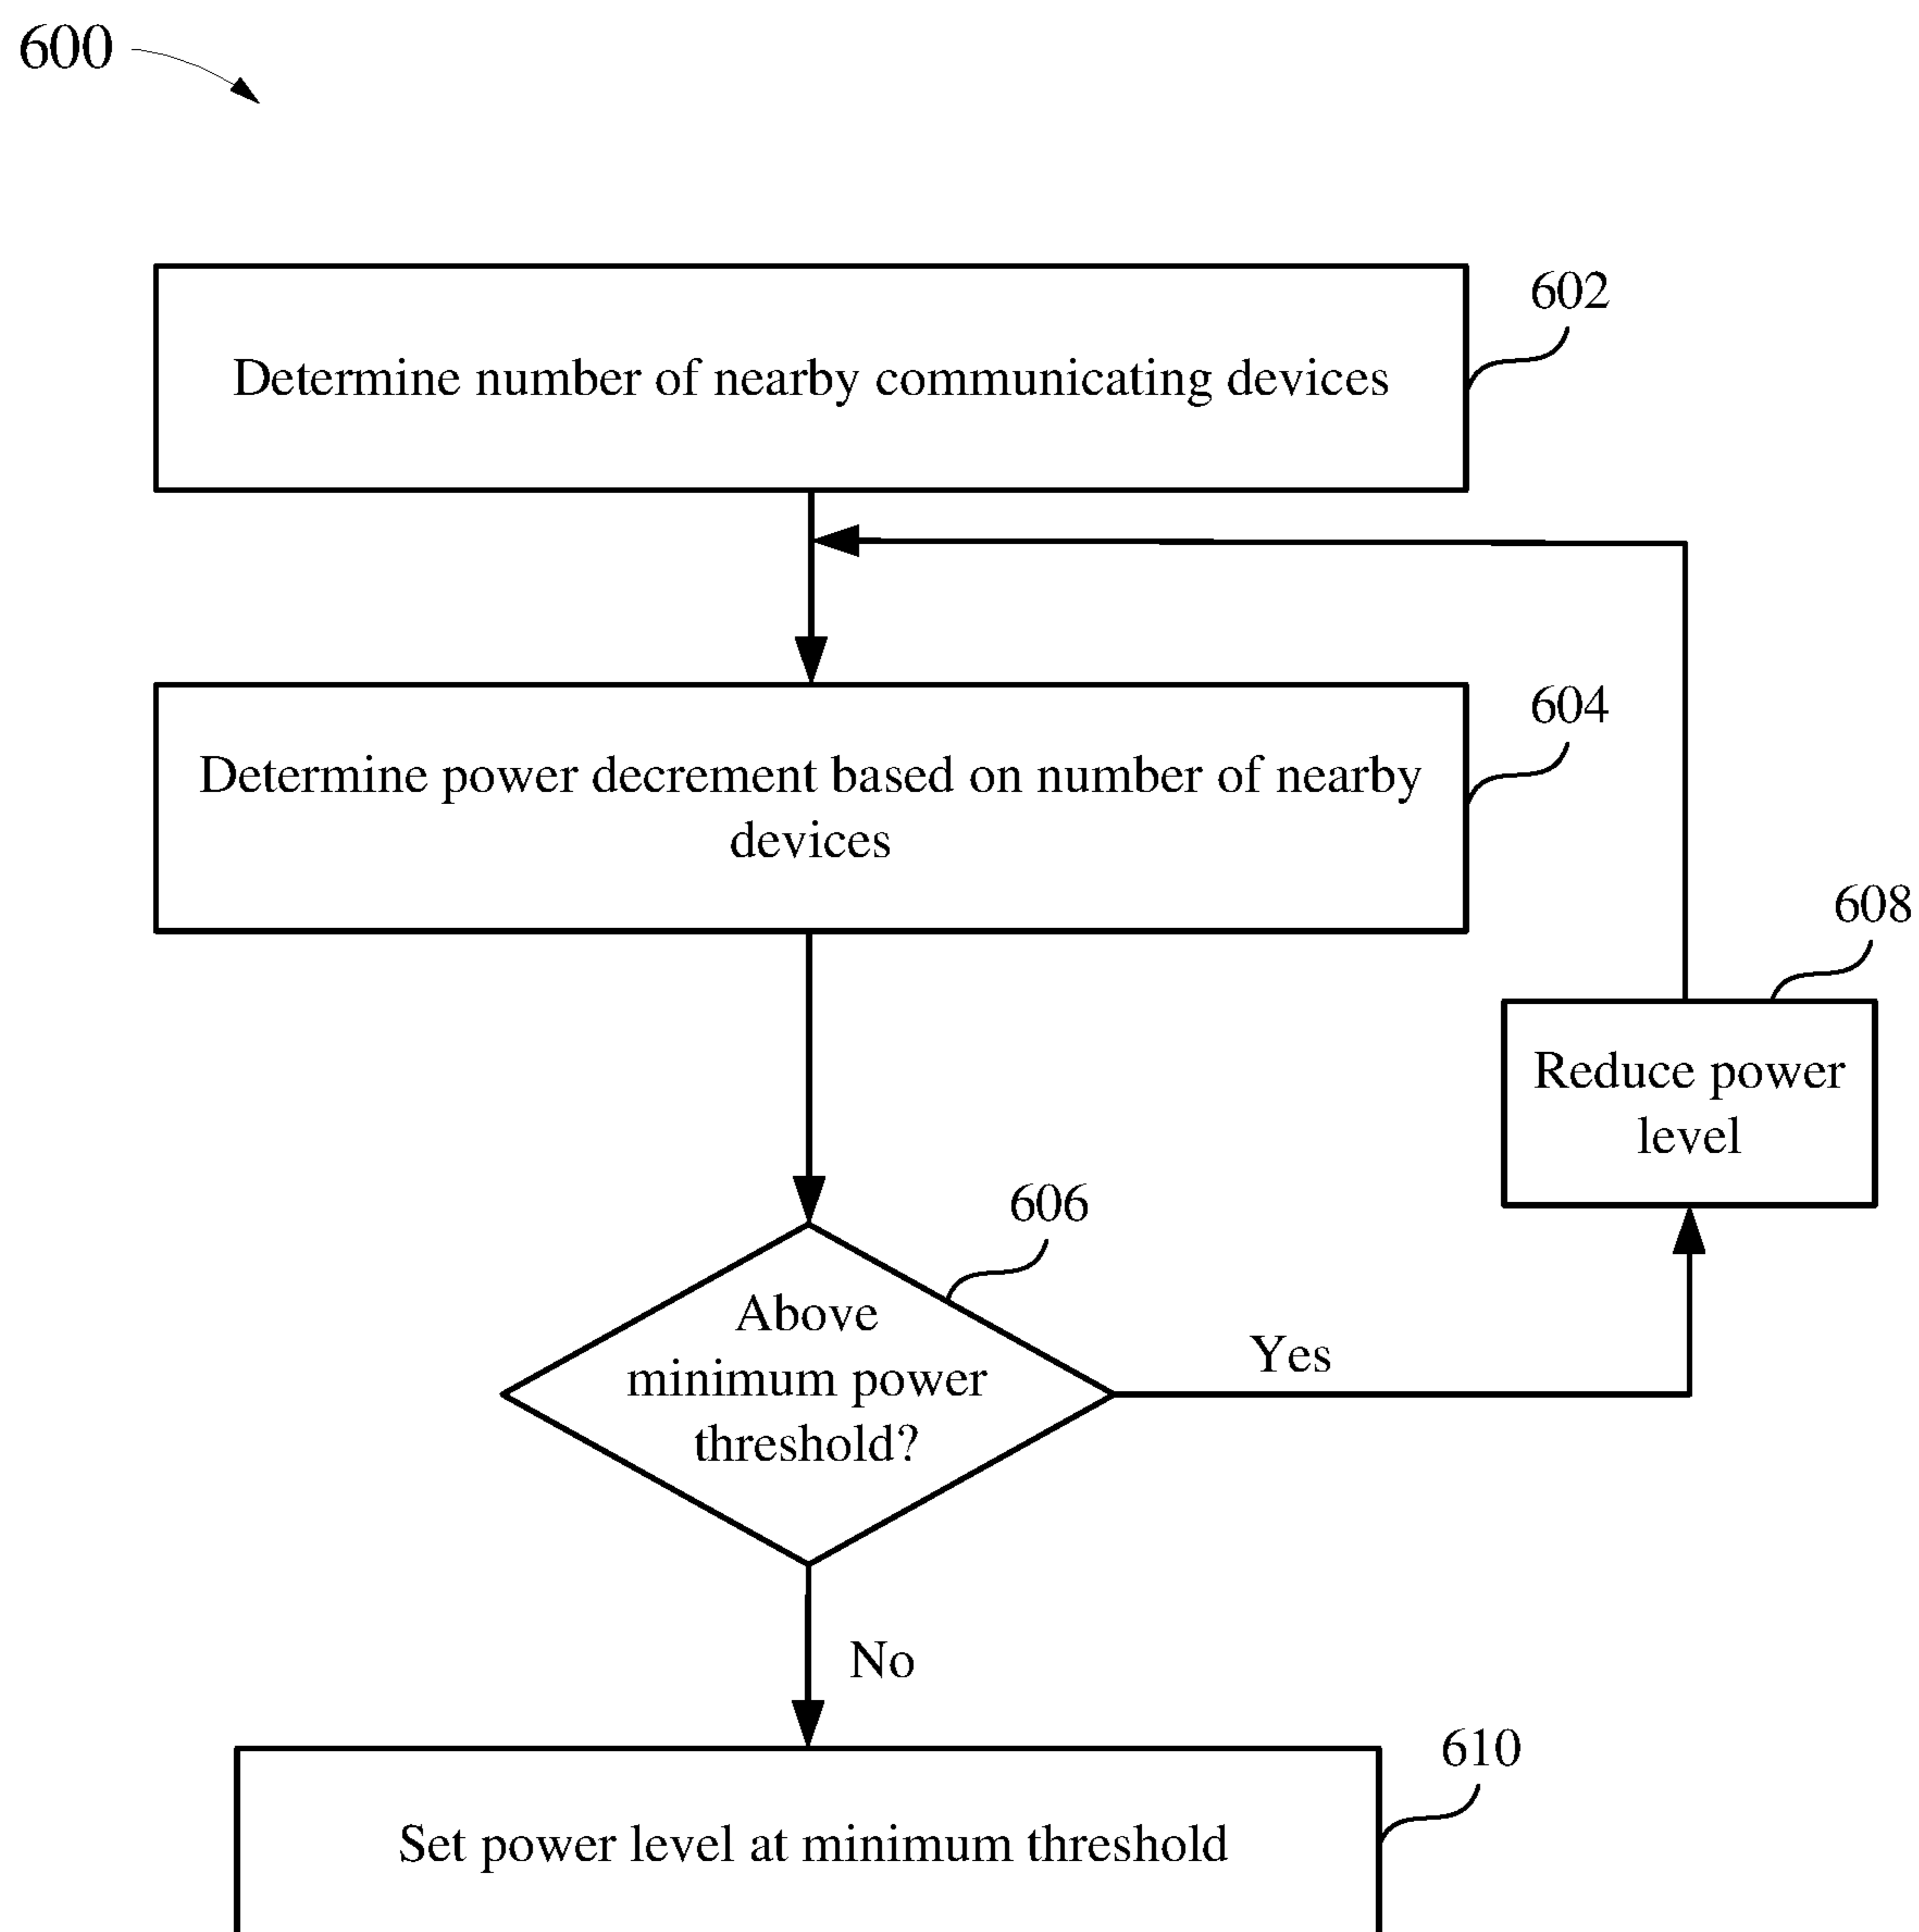 600
602
Determine number of nearby communicating devices
604
Determine power decrement based on number of nearby
devices
608
Reduce power
level
606
Above
minimum power
threshold?
Yes
No
610
Set power level at minimum threshold